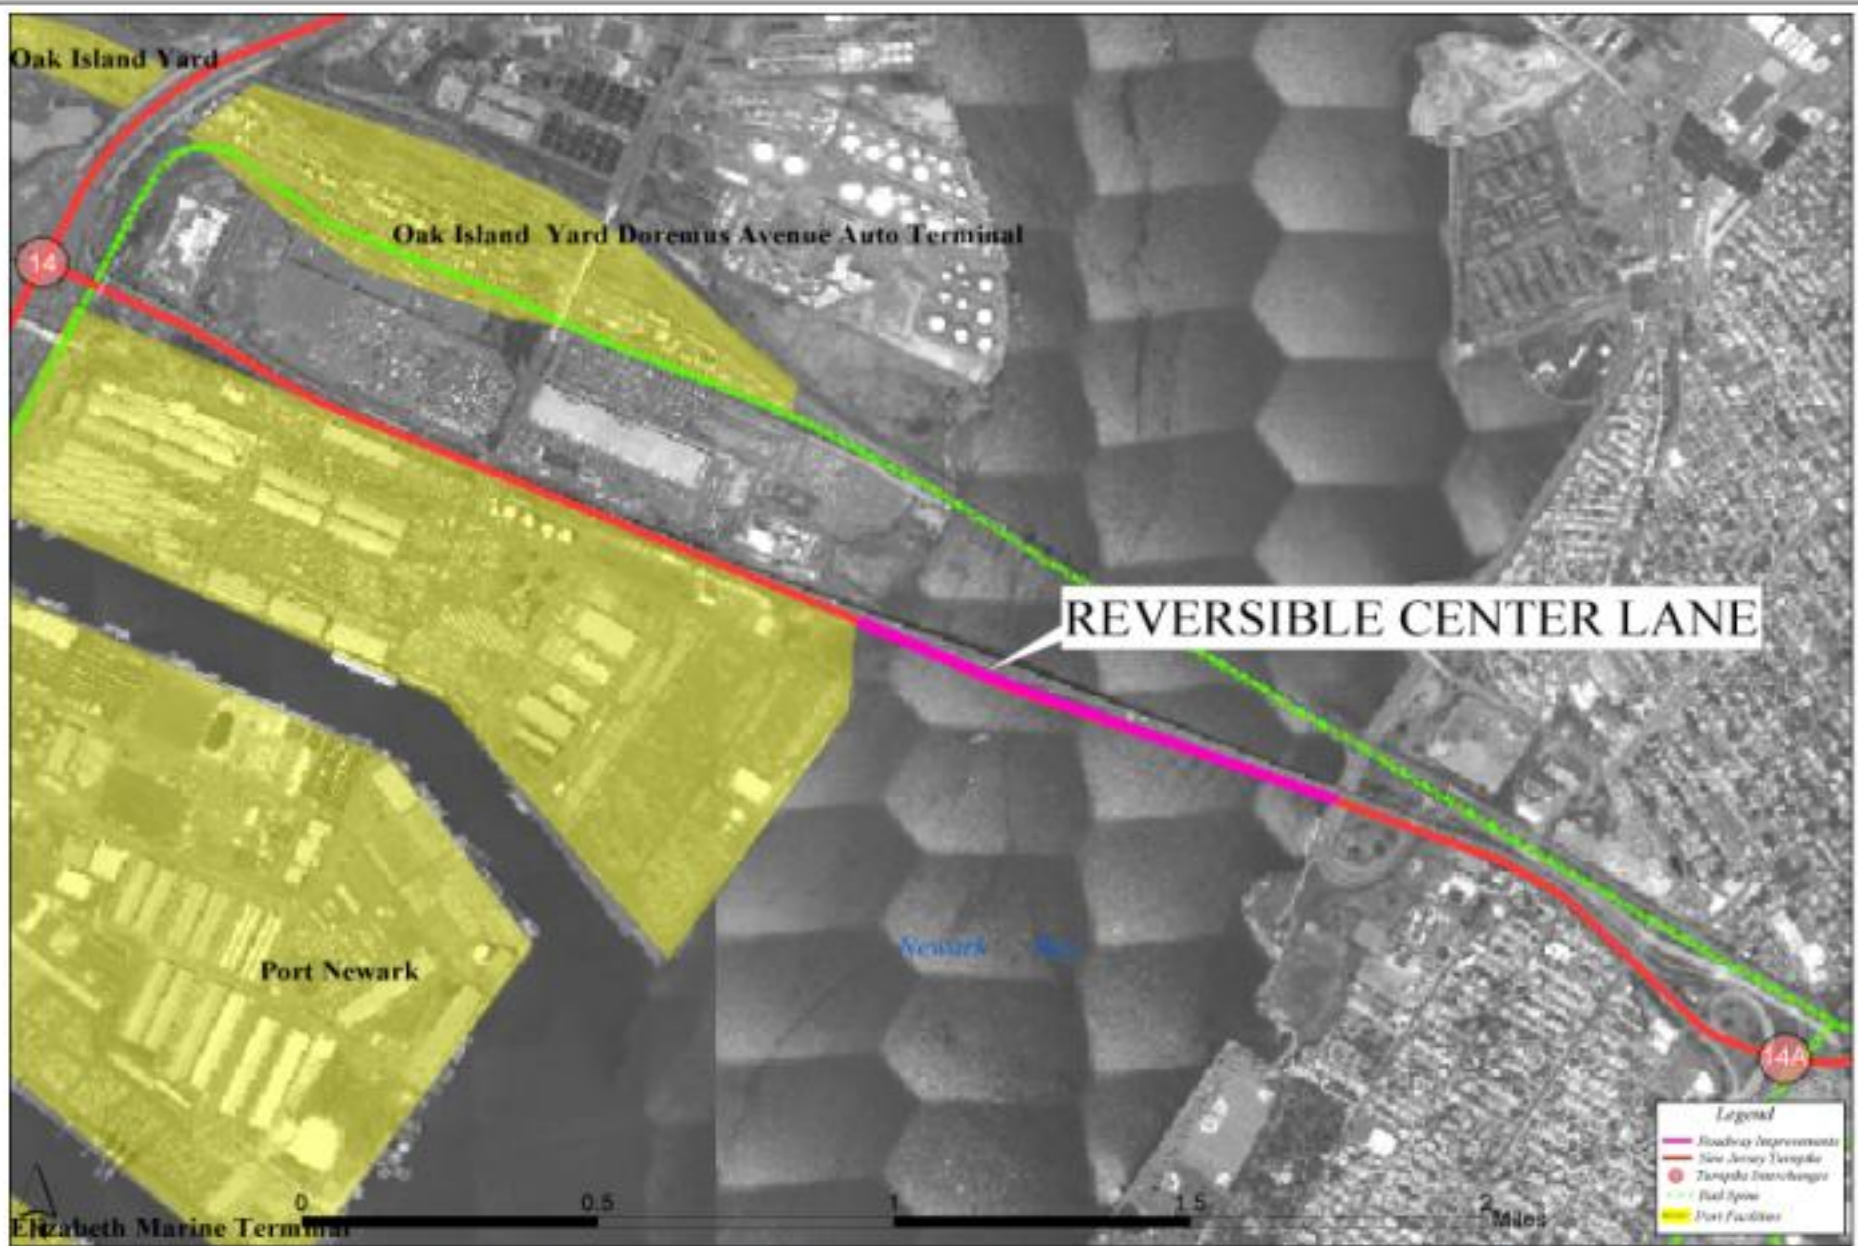 Oak Island Yard
14
Oak Island Yard Doremus Avenue Auto Terminal
REVERSIBLE CENTER LANE
Newark Bay
Port Newark
14A
Legend
Roadway Improvements
New Jersey Turnpike
Turnpike Interchanges
Rail Spine
Port Facilities
0 0.5 1 1.5 2 Miles
Elizabeth Marine Terminal